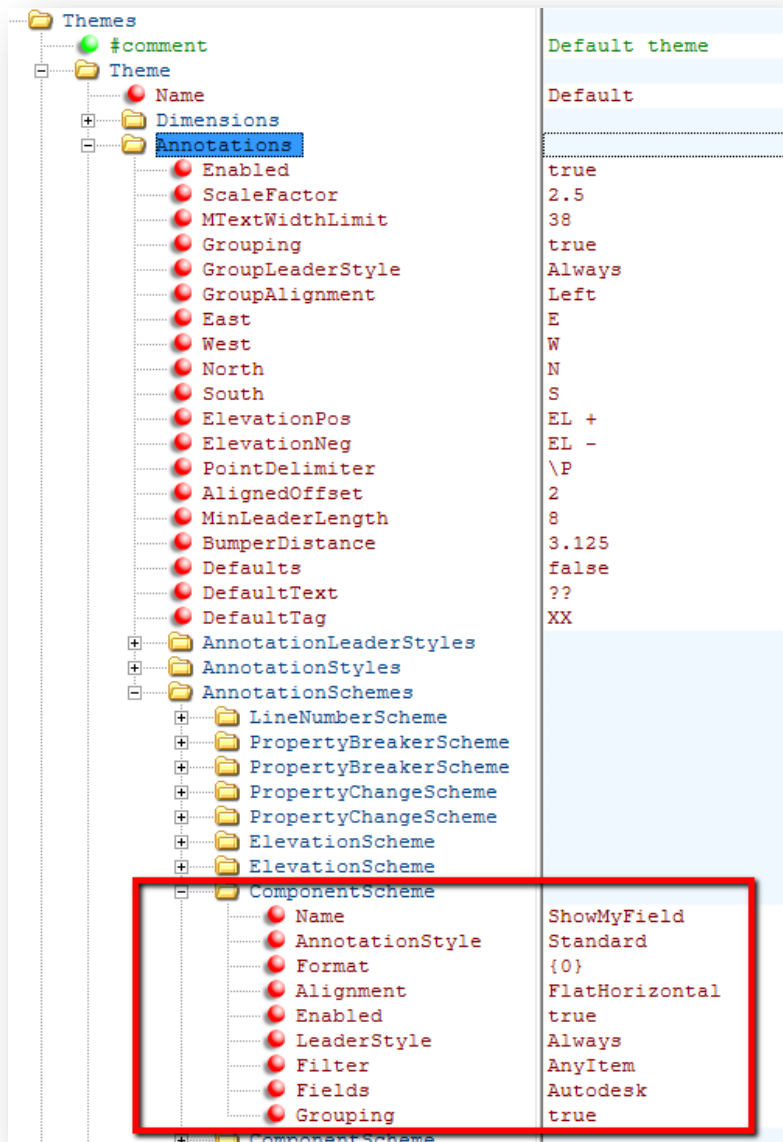 Themes
#comment Default theme
Theme
Name Default
Dimensions
Annotations
Enabled true
ScaleFactor 2.5
MTextWidthLimit 38
Grouping true
GroupLeaderStyle Always
GroupAlignment Left
East E
West W
North N
South S
ElevationPos EL +
ElevationNeg EL -
PointDelimiter \P
AlignedOffset 2
MinLeaderLength 8
BumperDistance 3.125
Defaults false
DefaultText ??
DefaultTag XX
AnnotationLeaderStyles
AnnotationStyles
AnnotationSchemes
LineNumberScheme
PropertyBreakerScheme
PropertyBreakerScheme
PropertyChangeScheme
PropertyChangeScheme
ElevationScheme
ElevationScheme
ComponentScheme
Name ShowMyField
AnnotationStyle Standard
Format {0}
Alignment FlatHorizontal
Enabled true
LeaderStyle Always
Filter AnyItem
Fields Autodesk
Grouping true
ComponentScheme